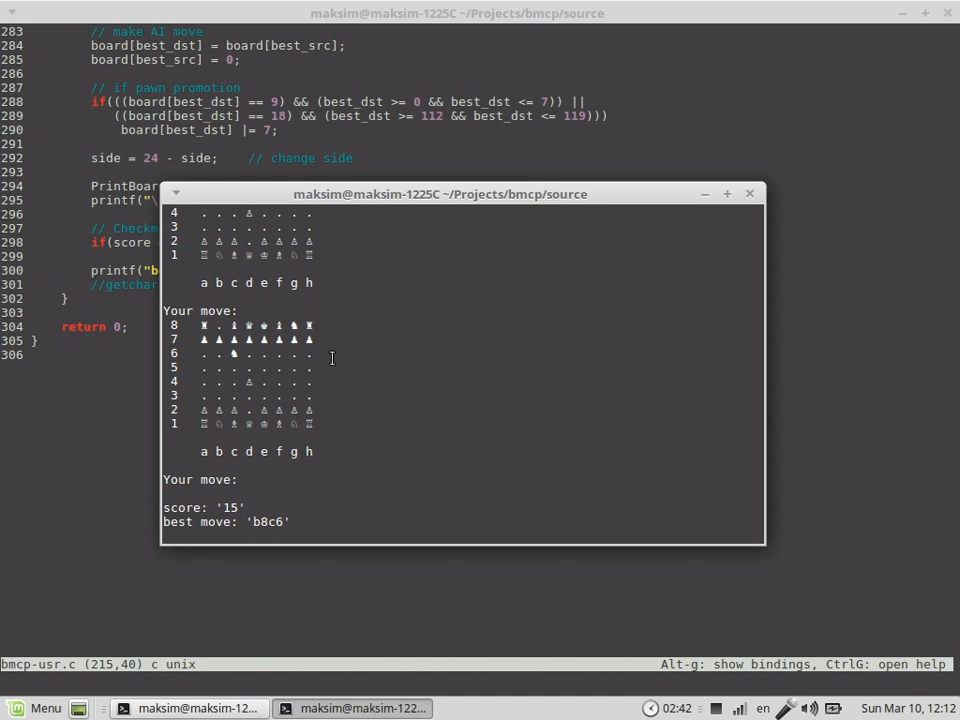 maksim@maksim-1225C ~/Projects/bmcp/source
283 // make AI move
284 board[best_dst] = board[best_src];
285 board[best_src] = 0;
286
287 // if pawn promotion
288 if(((board[best_dst] == 9) && (best_dst >= 0 && best_dst <= 7)) ||
289 ((board[best_dst] == 18) && (best_dst >= 112 && best_dst <= 119)))
290 board[best_dst] |= 7;
291
292 side = 24 - side; // change side
293
294 PrintBoar
295 printf("\
296
297 // Checkm
298 if(score
299
300 printf("b
301 //getchar
302 }
303
304 return 0;
305 }
306
maksim@maksim-1225C ~/Projects/bmcp/source
4 . . . ♙ . . . .
3 . . . . . . . .
2 ♙ ♙ ♙ . ♙ ♙ ♙ ♙
1 ♖ ♘ ♗ ♕ ♔ ♗ ♘ ♖
a b c d e f g h
Your move:
8 ♜ . ♝ ♛ ♚ ♝ ♞ ♜
7 ♟ ♟ ♟ ♟ ♟ ♟ ♟ ♟
6 . . ♞ . . . . .
5 . . . . . . . .
4 . . . ♙ . . . .
3 . . . . . . . .
2 ♙ ♙ ♙ . ♙ ♙ ♙ ♙
1 ♖ ♘ ♗ ♕ ♔ ♗ ♘ ♖
a b c d e f g h
Your move:
score: '15'
best move: 'b8c6'
bmcp-usr.c (215,40) c unix Alt-g: show bindings, CtrlG: open help
Menu maksim@maksim-12... maksim@maksim-122... 02:42 en Sun Mar 10, 12:12